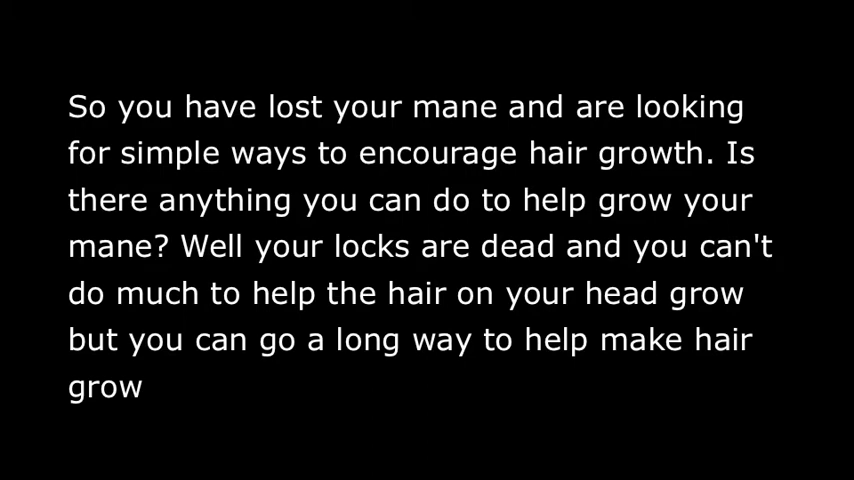 So you have lost your mane and are looking
for simple ways to encourage hair growth. Is
there anything you can do to help grow your
mane? Well your locks are dead and you can't
do much to help the hair on your head grow
but you can go a long way to help make hair
grow